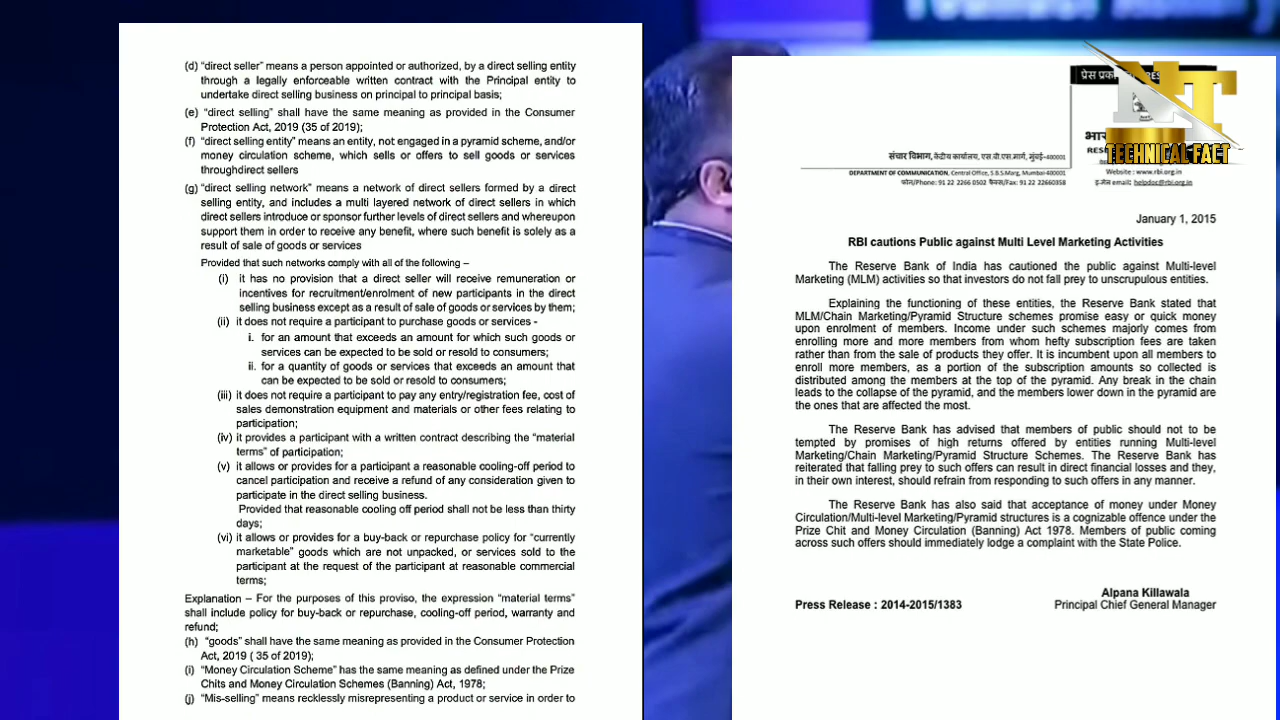 (d) “direct seller” means a person appointed or authorized, by a direct selling entity
through a legally enforceable written contract with the Principal entity to
undertake direct selling business on principal to principal basis;
(e) “direct selling” shall have the same meaning as provided in the Consumer
Protection Act, 2019 (35 of 2019);
(f) “direct selling entity” means an entity, not engaged in a pyramid scheme, and/or
money circulation scheme, which sells or offers to sell goods or services
throughdirect sellers
(g) “direct selling network” means a network of direct sellers formed by a direct
selling entity, and includes a multi layered network of direct sellers in which
direct sellers introduce or sponsor further levels of direct sellers and whereupon
support them in order to receive any benefit, where such benefit is solely as a
result of sale of goods or services
Provided that such networks comply with all of the following –
(i) it has no provision that a direct seller will receive remuneration or
incentives for recruitment/enrolment of new participants in the direct
selling business except as a result of sale of goods or services by them;
(ii) it does not require a participant to purchase goods or services -
i. for an amount that exceeds an amount for which such goods or
services can be expected to be sold or resold to consumers;
ii. for a quantity of goods or services that exceeds an amount that
can be expected to be sold or resold to consumers;
(iii) it does not require a participant to pay any entry/registration fee, cost of
sales demonstration equipment and materials or other fees relating to
participation;
(iv) it provides a participant with a written contract describing the “material
terms” of participation;
(v) it allows or provides for a participant a reasonable cooling-off period to
cancel participation and receive a refund of any consideration given to
participate in the direct selling business.
Provided that reasonable cooling off period shall not be less than thirty
days;
(vi) it allows or provides for a buy-back or repurchase policy for “currently
marketable” goods which are not unpacked, or services sold to the
participant at the request of the participant at reasonable commercial
terms;
Explanation – For the purposes of this proviso, the expression “material terms”
shall include policy for buy-back or repurchase, cooling-off period, warranty and
refund;
(h) “goods” shall have the same meaning as provided in the Consumer Protection
Act, 2019 ( 35 of 2019);
(i) “Money Circulation Scheme” has the same meaning as defined under the Prize
Chits and Money Circulation Schemes (Banning) Act, 1978;
(j) “Mis-selling” means recklessly misrepresenting a product or service in order to
प्रेस
NT
TECHNICAL FACT
संचार विभाग, केंद्रीय कार्यालय, एस.बी.एस.मार्ग, मुंबई-400001
DEPARTMENT OF COMMUNICATION, Central Office, S.B.S.Marg, Mumbai-400001
फोन/Phone: 91 22 2266 0502 फैक्स/Fax: 91 22 22660358
Website : www.rbi.org.in
इ-मेल email: helpdoc@rbi.org.in
January 1, 2015
RBI cautions Public against Multi Level Marketing Activities
The Reserve Bank of India has cautioned the public against Multi-level
Marketing (MLM) activities so that investors do not fall prey to unscrupulous entities.
Explaining the functioning of these entities, the Reserve Bank stated that
MLM/Chain Marketing/Pyramid Structure schemes promise easy or quick money
upon enrolment of members. Income under such schemes majorly comes from
enrolling more and more members from whom hefty subscription fees are taken
rather than from the sale of products they offer. It is incumbent upon all members to
enroll more members, as a portion of the subscription amounts so collected is
distributed among the members at the top of the pyramid. Any break in the chain
leads to the collapse of the pyramid, and the members lower down in the pyramid are
the ones that are affected the most.
The Reserve Bank has advised that members of public should not to be
tempted by promises of high returns offered by entities running Multi-level
Marketing/Chain Marketing/Pyramid Structure Schemes. The Reserve Bank has
reiterated that falling prey to such offers can result in direct financial losses and they,
in their own interest, should refrain from responding to such offers in any manner.
The Reserve Bank has also said that acceptance of money under Money
Circulation/Multi-level Marketing/Pyramid structures is a cognizable offence under the
Prize Chit and Money Circulation (Banning) Act 1978. Members of public coming
across such offers should immediately lodge a complaint with the State Police.
Alpana Killawala
Press Release : 2014-2015/1383
Principal Chief General Manager